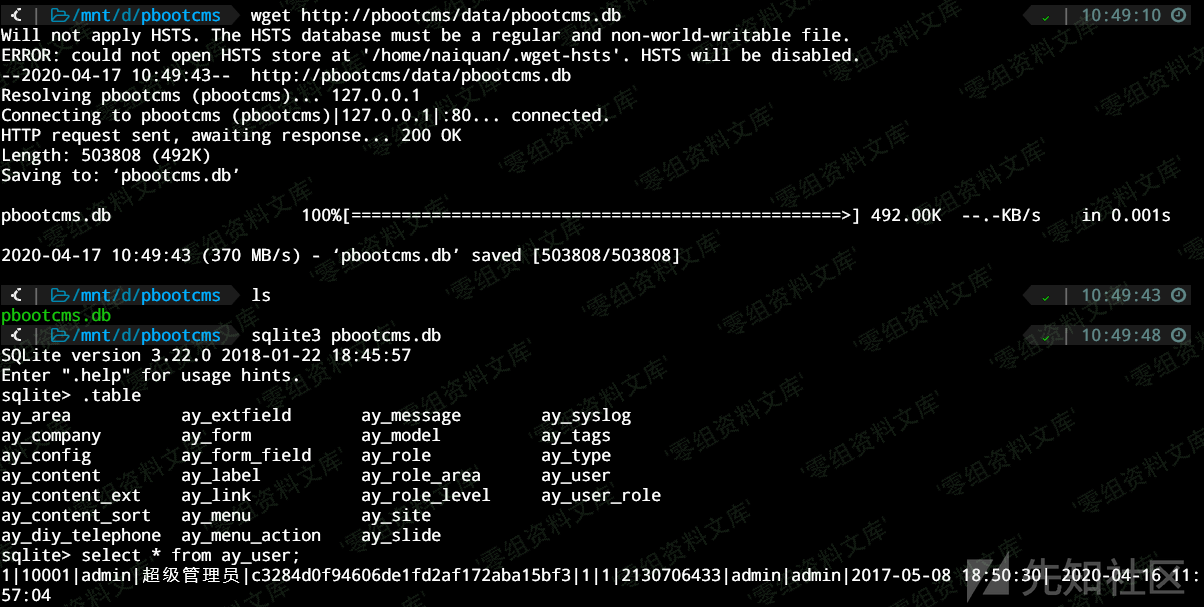 /mnt/d/pbootcms wget http://pbootcms/data/pbootcms.db ✓ | 10:49:10
Will not apply HSTS. The HSTS database must be a regular and non-world-writable file.
ERROR: could not open HSTS store at '/home/naiquan/.wget-hsts'. HSTS will be disabled.
--2020-04-17 10:49:43--  http://pbootcms/data/pbootcms.db
Resolving pbootcms (pbootcms)... 127.0.0.1
Connecting to pbootcms (pbootcms)|127.0.0.1|:80... connected.
HTTP request sent, awaiting response... 200 OK
Length: 503808 (492K)
Saving to: ‘pbootcms.db’
pbootcms.db 100%[=================================================>] 492.00K --.-KB/s in 0.001s
2020-04-17 10:49:43 (370 MB/s) - ‘pbootcms.db’ saved [503808/503808]
/mnt/d/pbootcms ls ✓ | 10:49:43
pbootcms.db
/mnt/d/pbootcms sqlite3 pbootcms.db ✓ | 10:49:48
SQLite version 3.22.0 2018-01-22 18:45:57
Enter ".help" for usage hints.
sqlite> .table
ay_area ay_extfield ay_message ay_syslog
ay_company ay_form ay_model ay_tags
ay_config ay_form_field ay_role ay_type
ay_content ay_label ay_role_area ay_user
ay_content_ext ay_link ay_role_level ay_user_role
ay_content_sort ay_menu ay_site
ay_diy_telephone ay_menu_action ay_slide
sqlite> select * from ay_user;
1|10001|admin|超级管理员|c3284d0f94606de1fd2af172aba15bf3|1|1|2130706433|admin|admin|2017-05-08 18:50:30| 2020-04-16 11:
57:04
先知社区
零组资料文库